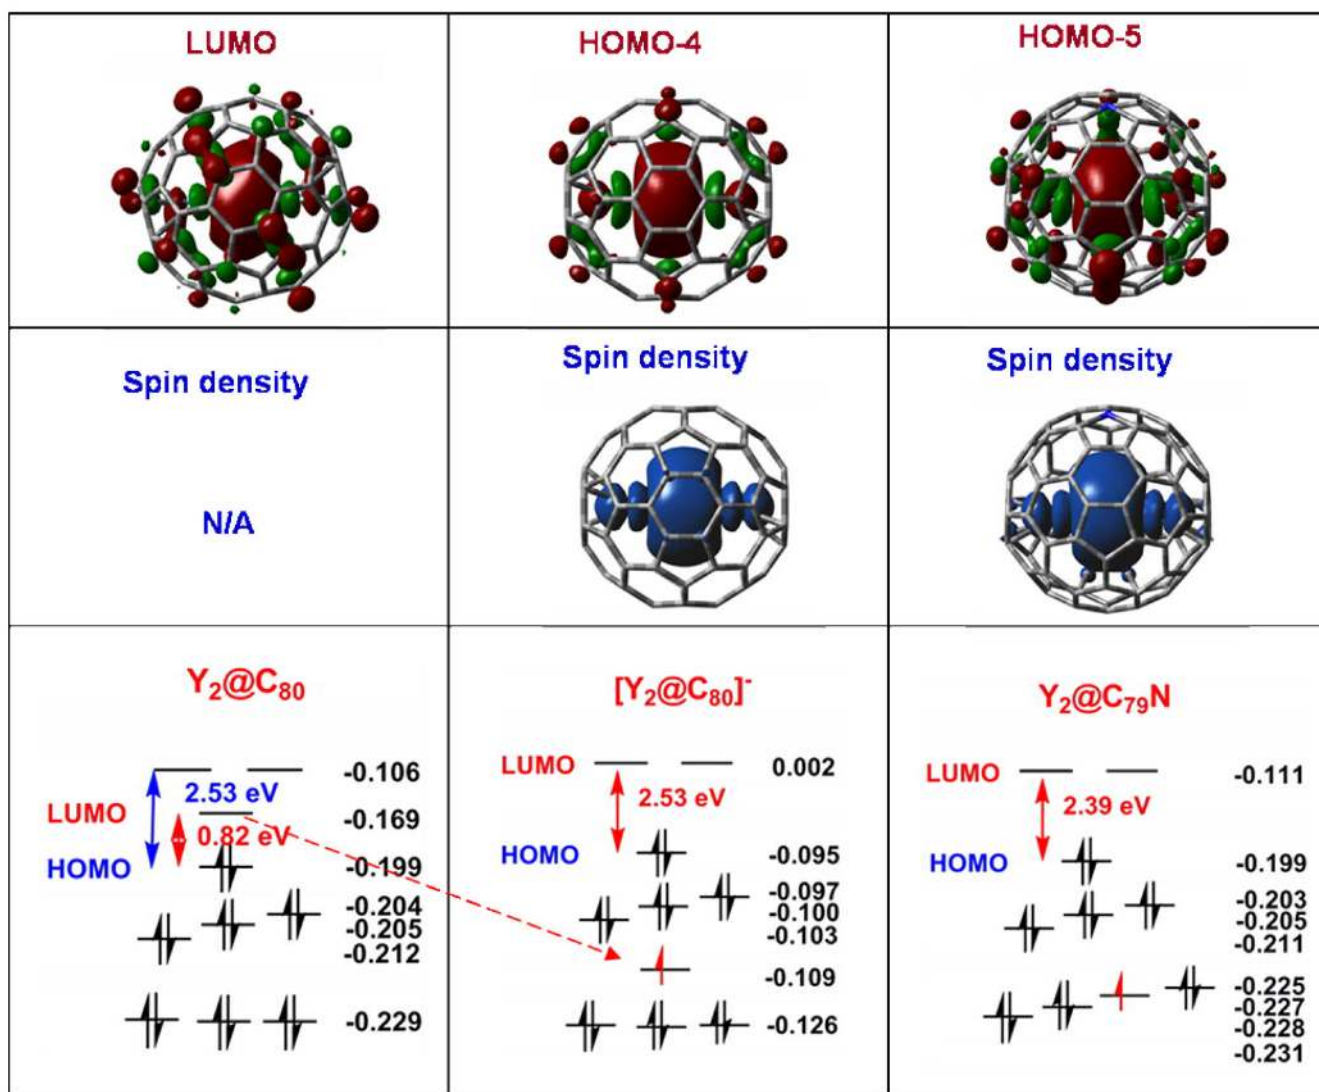 LUMO
HOMO-4
HOMO-5
Spin density
N/A
Spin density
Spin density
Y₂@C₈₀
-0.106
2.53 eV
LUMO
-0.169
0.82 eV
HOMO
-0.199
-0.204
-0.205
-0.212
-0.229
[Y₂@C₈₀]⁻
LUMO
0.002
2.53 eV
HOMO
-0.095
-0.097
-0.100
-0.103
-0.109
-0.126
Y₂@C₇₉N
LUMO
-0.111
2.39 eV
HOMO
-0.199
-0.203
-0.205
-0.211
-0.225
-0.227
-0.228
-0.231